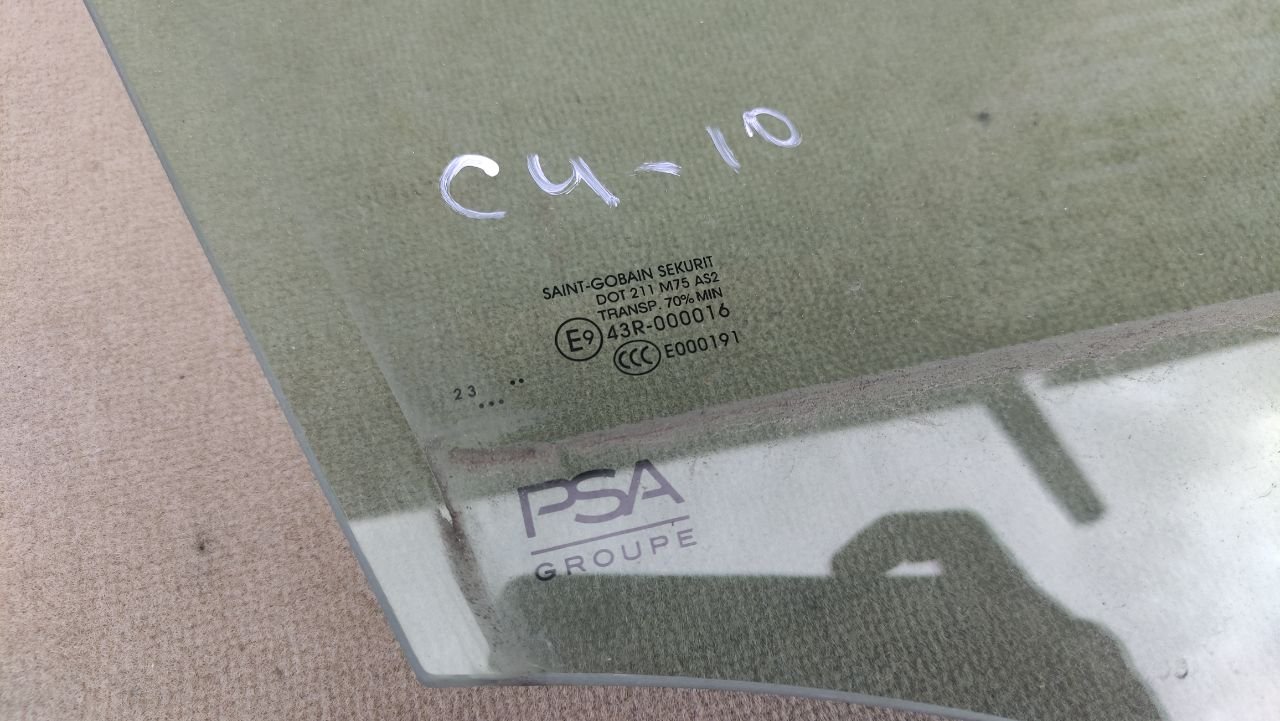 C4-10
SAINT-GOBAIN SEKURIT
DOT 211 M75 AS2
TRANSP. 70% MIN
E9 43R-000016
CCC E000191
23 ... ..
PSA
GROUPE